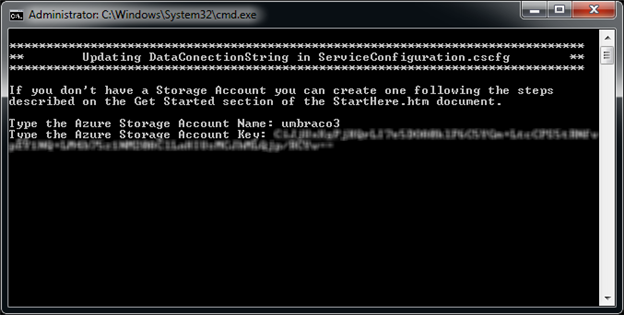 Administrator: C:\Windows\System32\cmd.exe
C:\.
***************************************************************************
** Updating DataConectionString in ServiceConfiguration.cscfg **
***************************************************************************
If you don't have a Storage Account you can create one following the steps
described on the Get Started section of the StartHere.htm document.
Type the Azure Storage Account Name: umbraco3
Type the Azure Storage Account Key: